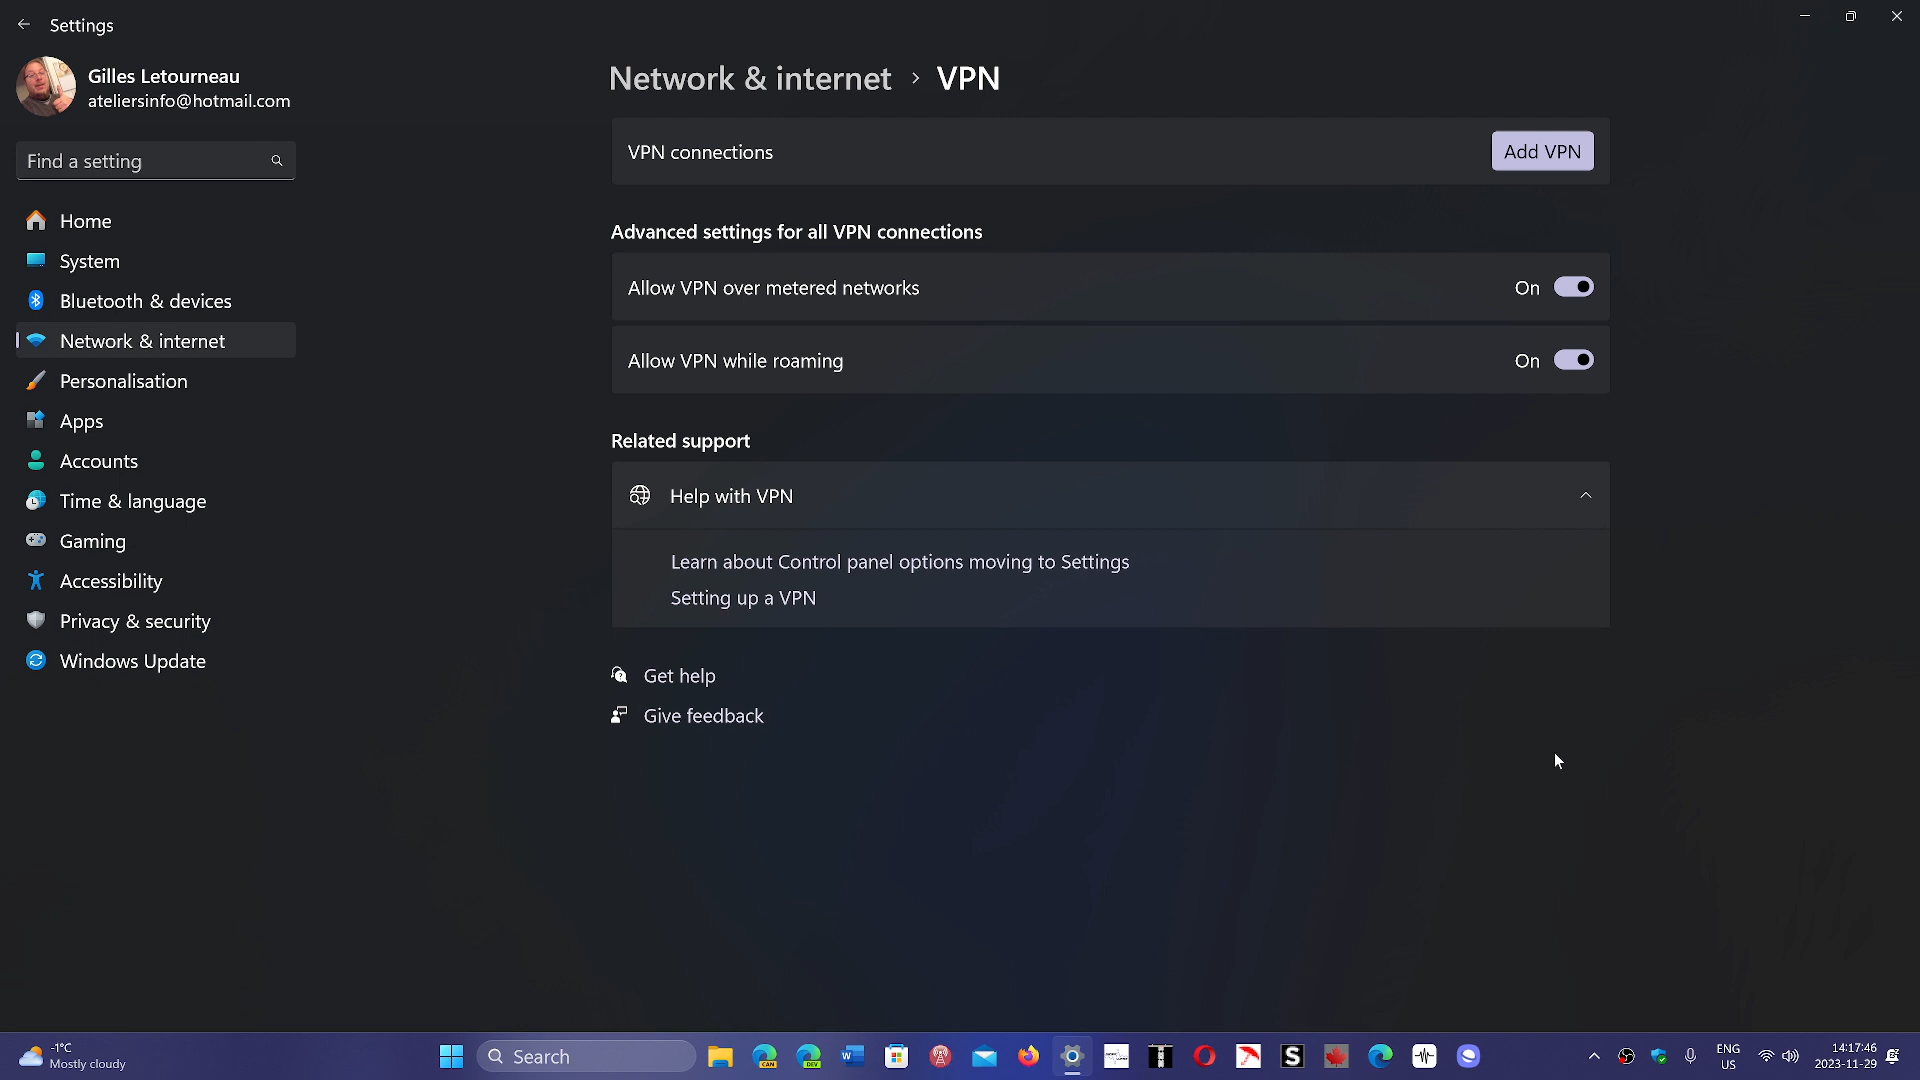 Settings
Gilles Letourneau
ateliersinfo@hotmail.com
Find a setting
Home
System
Bluetooth & devices
Network & internet
Personalisation
Apps
Accounts
Time & language
Gaming
Accessibility
Privacy & security
Windows Update
Network & internet › VPN
VPN connections
Add VPN
Advanced settings for all VPN connections
Allow VPN over metered networks
On
Allow VPN while roaming
On
Related support
Help with VPN
Learn about Control panel options moving to Settings
Setting up a VPN
Get help
Give feedback
-1°C
Mostly cloudy
Search
CAN
DEV
W
S
ENG
US
14:17:46
2023-11-29